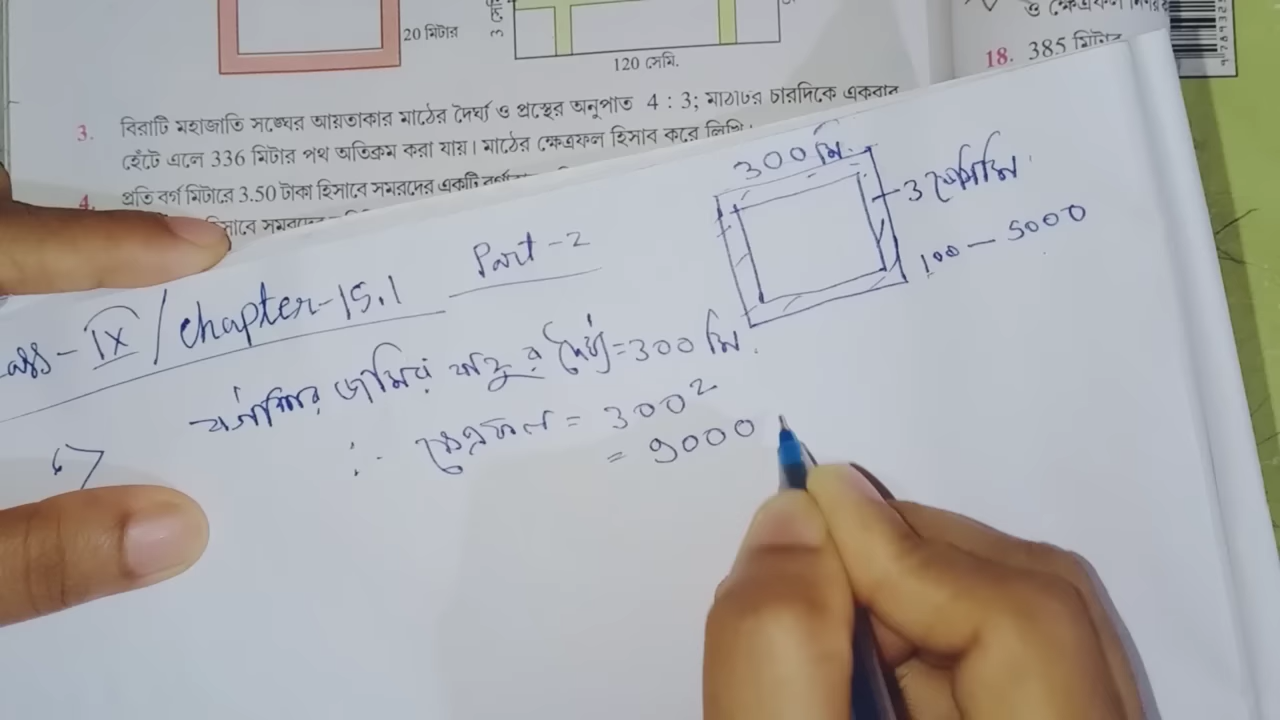 20 মিটার
120 সেমি.
18. 385 মিটার
3. বিরাটি মহাজাতি সঙ্ঘের আয়তাকার মাঠের দৈর্ঘ্য ও প্রস্থের অনুপাত 4 : 3; মাঠটির চারদিকে একবার
হেঁটে এলে 336 মিটার পথ অতিক্রম করা যায়। মাঠের ক্ষেত্রফল হিসাব করে লিখি।
4. প্রতি বর্গ মিটারে 3.50 টাকা হিসাবে সমরদের একটি
300 মি.
3 ডেসিমি
100 – 5000
Part-2
IX / chapter-15.1
বর্গাকার জমির বাহুর দৈর্ঘ্য = 300 মি.
∴ ক্ষেত্রফল = 300²
= 9000